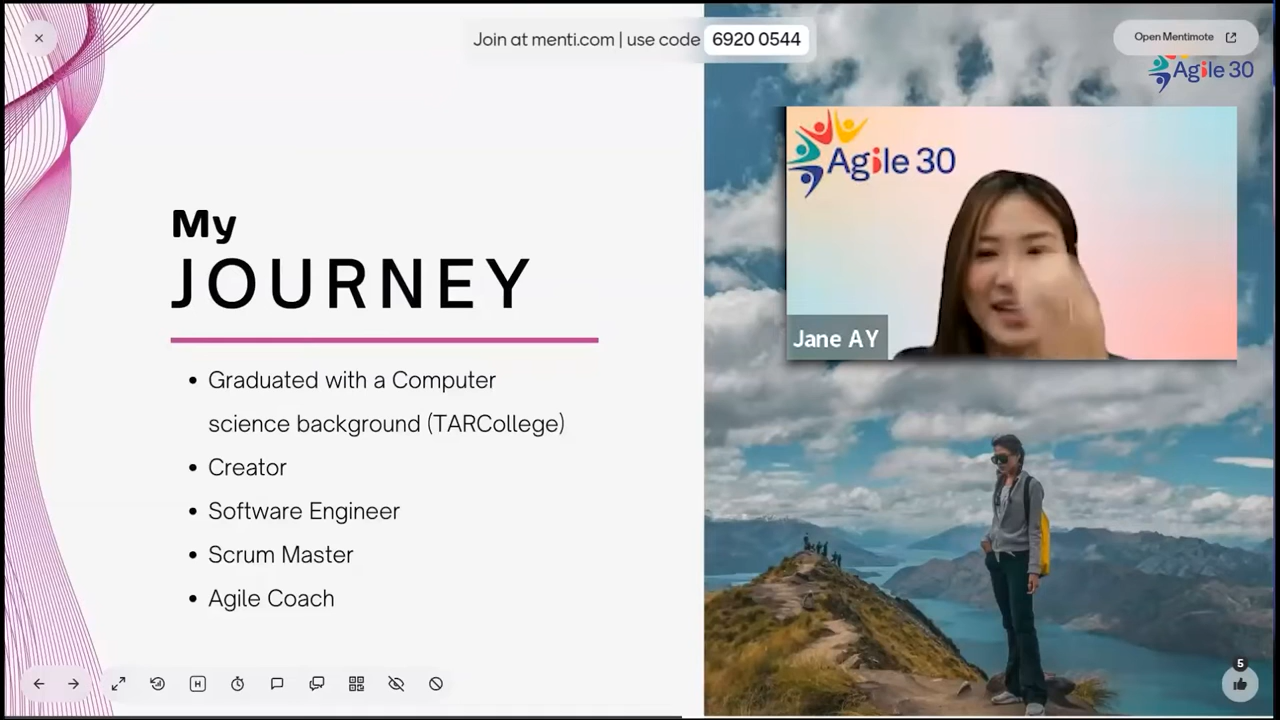 Join at menti.com | use code 6920 0544
Open Mentimote
Agile 30
Agile 30
Jane AY
My
JOURNEY
• Graduated with a Computer
science background (TARCollege)
• Creator
• Software Engineer
• Scrum Master
• Agile Coach
H
5